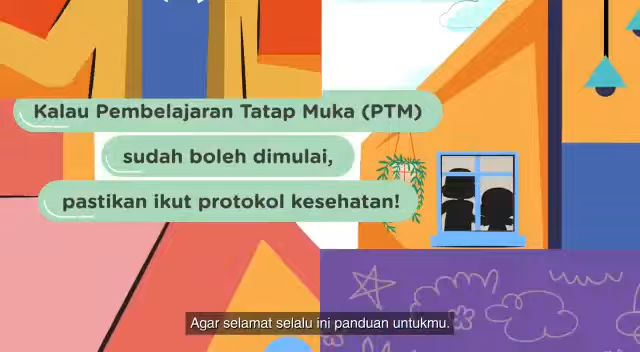 Kalau Pembelajaran Tatap Muka (PTM)
sudah boleh dimulai,
pastikan ikut protokol kesehatan!
Agar selamat selalu ini panduan untukmu.